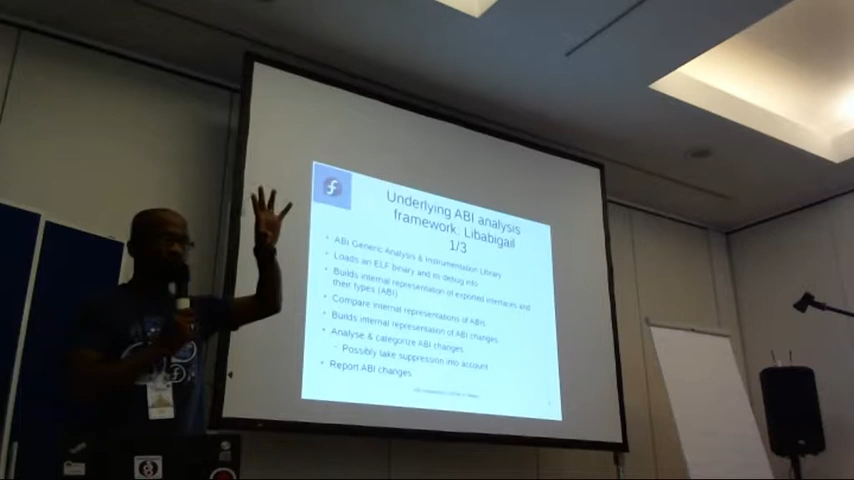 Underlying ABI analysis
framework: Libabigail
1/3
ABI Generic Analysis & Instrumentation Library
Loads an ELF binary and its debug info
Builds internal representation of exported interfaces and
their types (ABI)
Compare internal representations of ABIs
Builds internal representation of ABI changes
Analyse & categorize ABI changes
Possibly take suppression into account
Report ABI changes